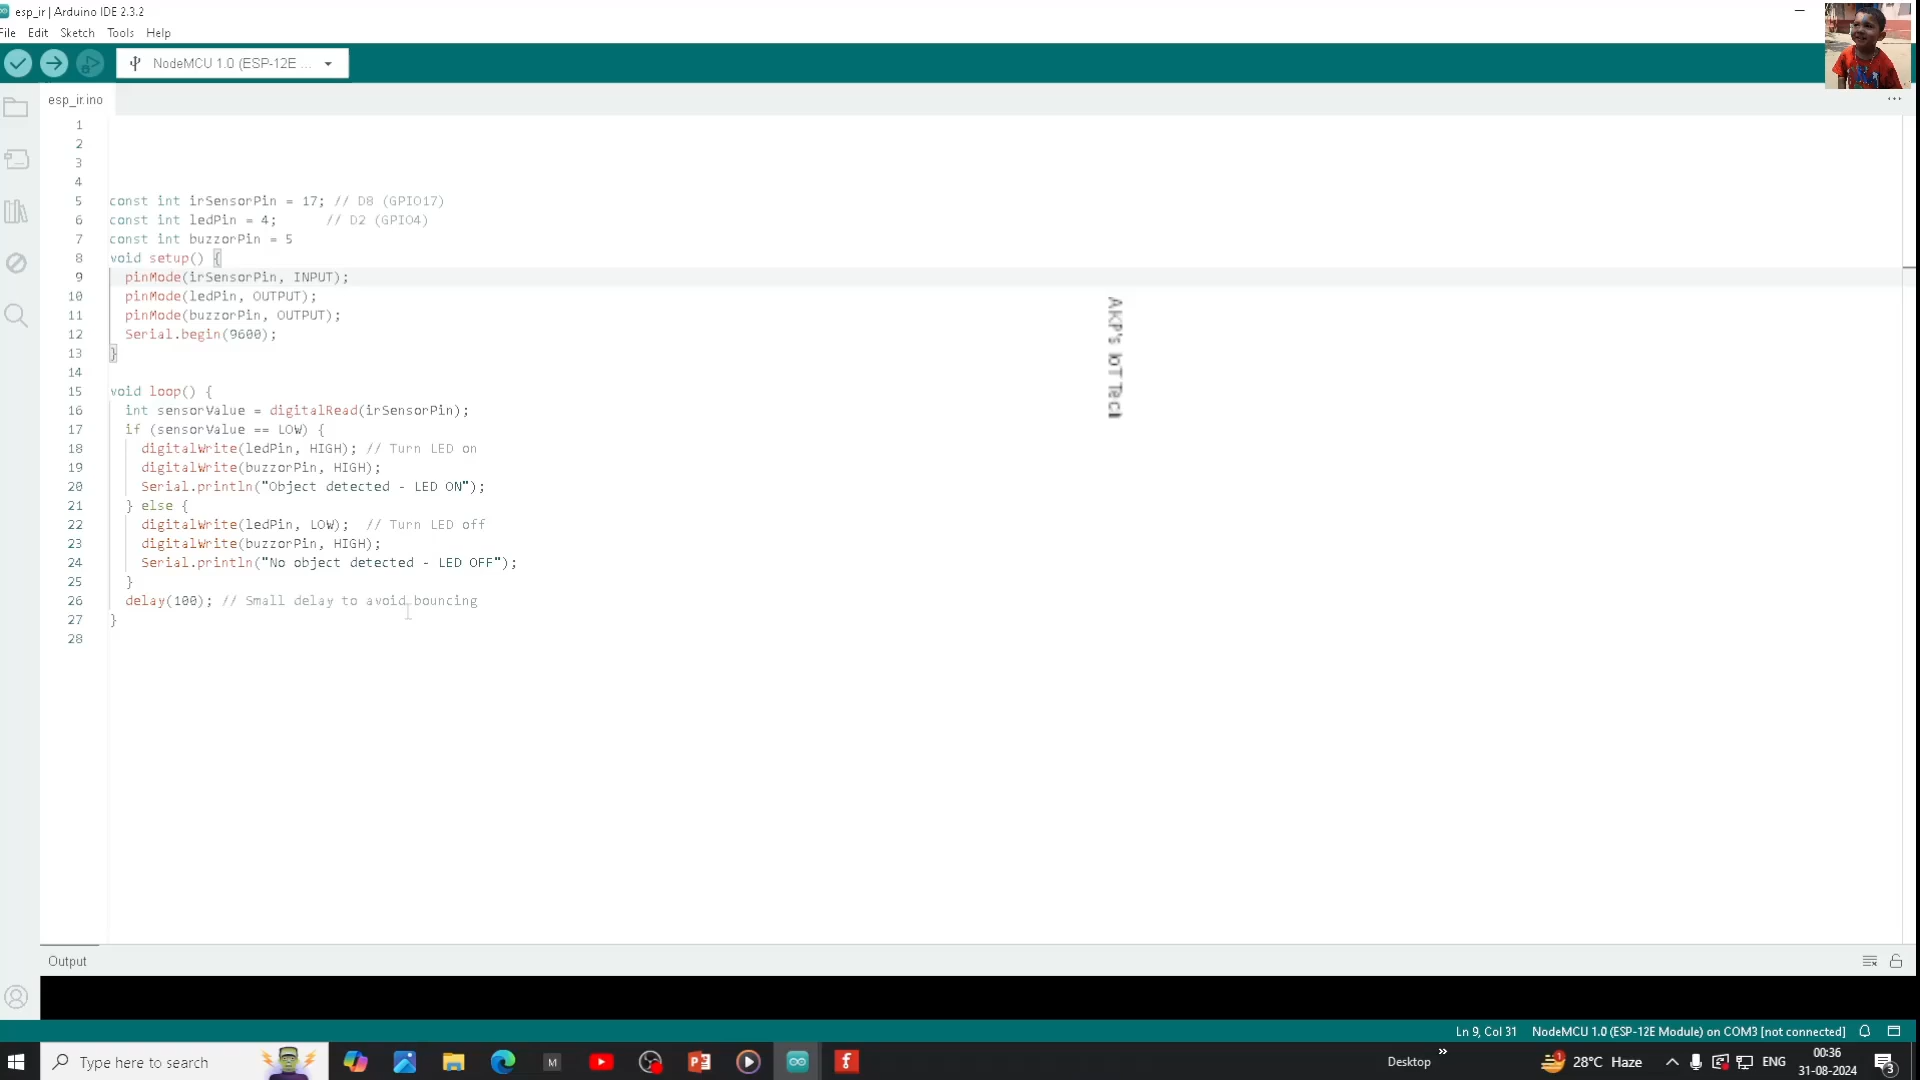 esp_ir | Arduino IDE 2.3.2
File Edit Sketch Tools Help
NodeMCU 1.0 (ESP-12E ...
esp_ir.ino
1
2
3
4
5 const int irSensorPin = 17; // D8 (GPIO17)
6 const int ledPin = 4; // D2 (GPIO4)
7 const int buzzorPin = 5
8 void setup() {
9 pinMode(irSensorPin, INPUT);
10 pinMode(ledPin, OUTPUT);
11 pinMode(buzzorPin, OUTPUT);
12 Serial.begin(9600);
13 }
14
15 void loop() {
16 int sensorValue = digitalRead(irSensorPin);
17 if (sensorValue == LOW) {
18 digitalWrite(ledPin, HIGH); // Turn LED on
19 digitalWrite(buzzorPin, HIGH);
20 Serial.println("Object detected - LED ON");
21 } else {
22 digitalWrite(ledPin, LOW); // Turn LED off
23 digitalWrite(buzzorPin, HIGH);
24 Serial.println("No object detected - LED OFF");
25 }
26 delay(100); // Small delay to avoid bouncing
27 }
28
AKP's IoT Tech
Output
Ln 9, Col 31 NodeMCU 1.0 (ESP-12E Module) on COM3 [not connected]
Type here to search
M
Desktop
28°C Haze
ENG
00:36
31-08-2024
3